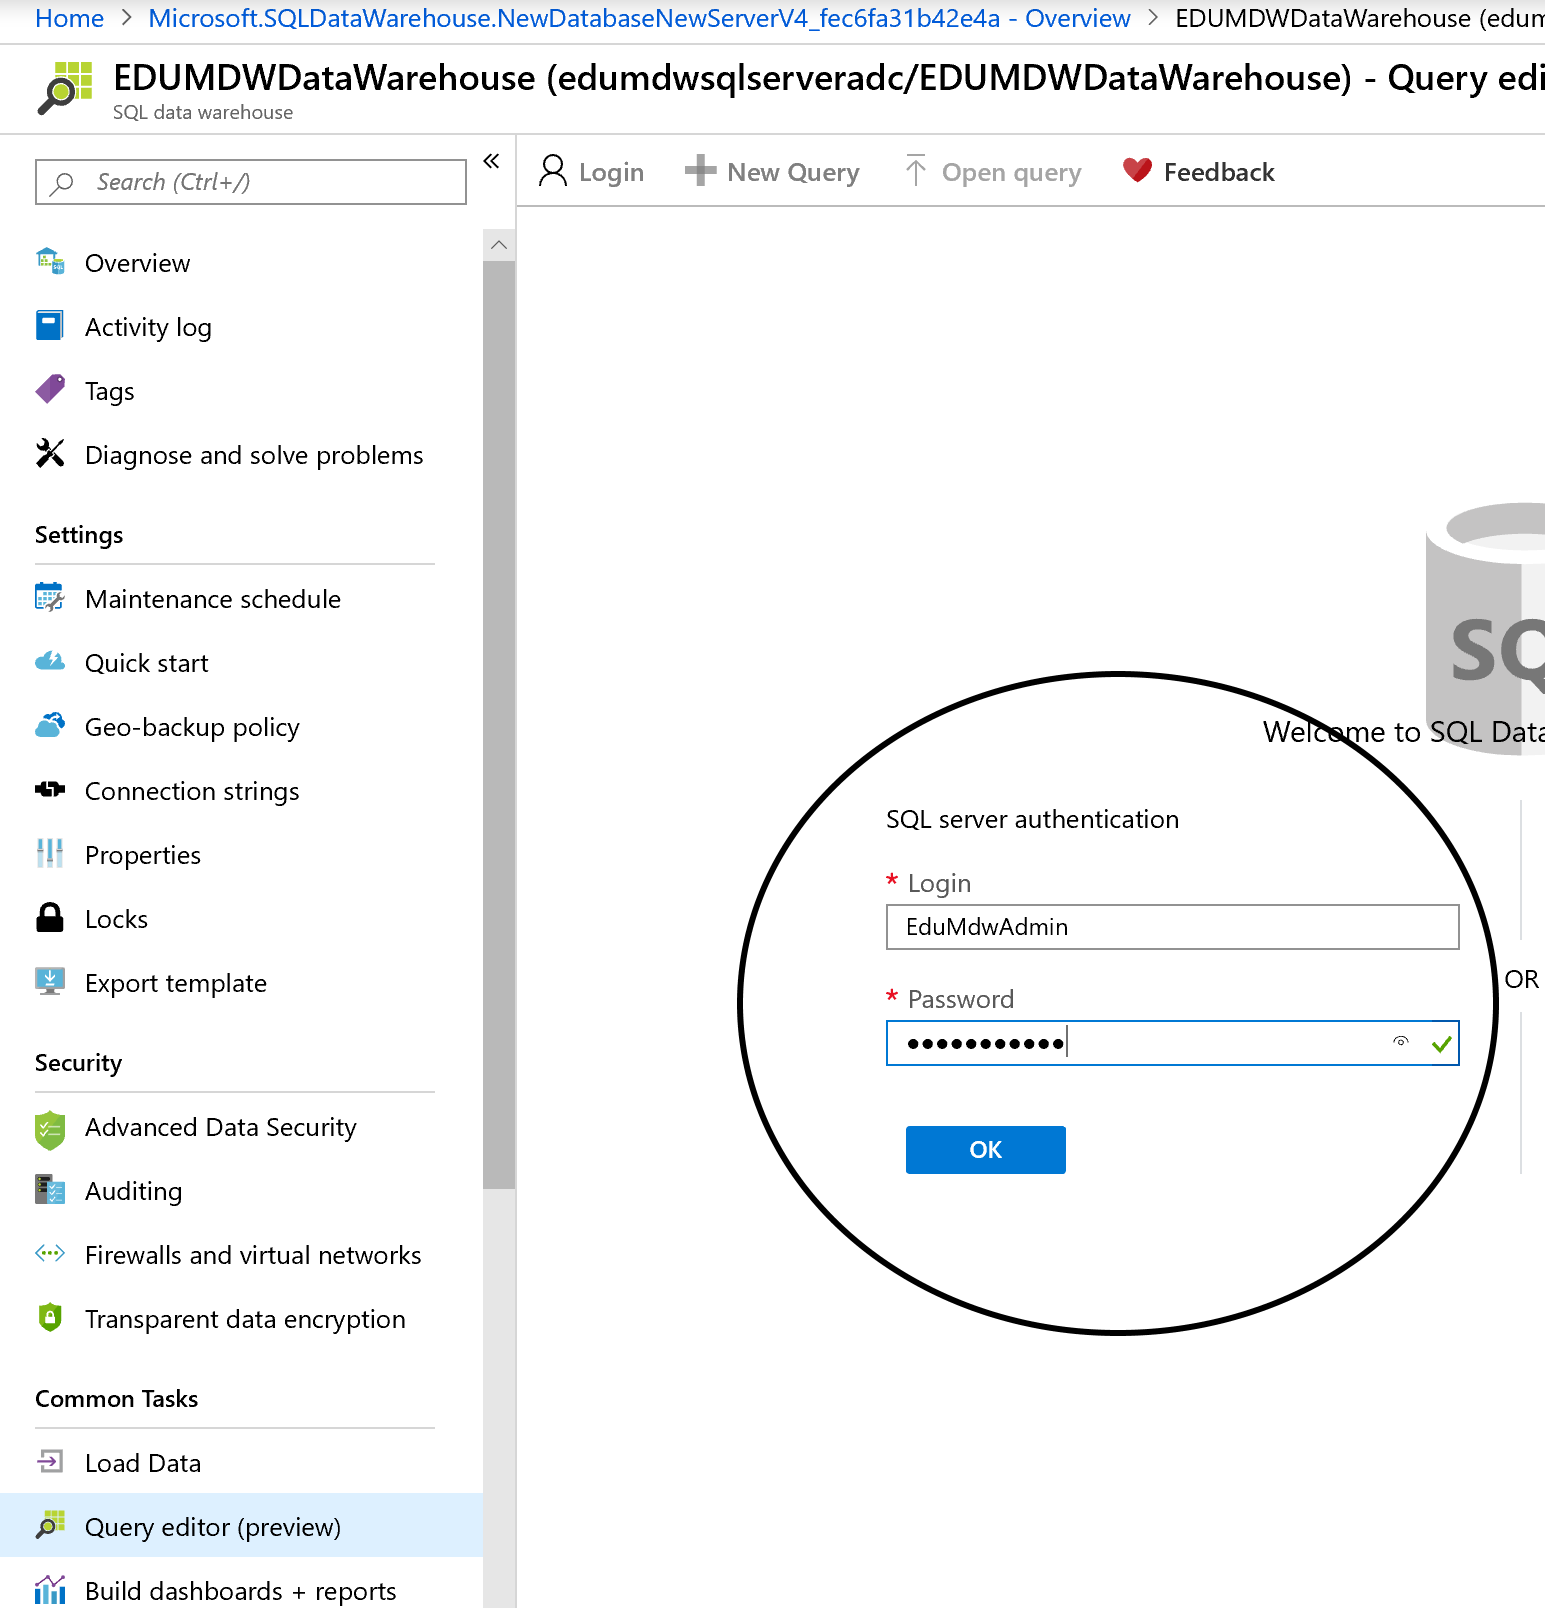 Home > Microsoft.SQLDataWarehouse.NewDatabaseNewServerV4_fec6fa31b42e4a - Overview > EDUMDWDataWarehouse (edum
EDUMDWDataWarehouse (edumdwsqlserveradc/EDUMDWDataWarehouse) - Query edi
SQL data warehouse
Search (Ctrl+/)
«
Login
New Query
Open query
Feedback
Overview
Activity log
Tags
Diagnose and solve problems
Settings
Maintenance schedule
Quick start
Geo-backup policy
Connection strings
Properties
Locks
Export template
Security
Advanced Data Security
Auditing
Firewalls and virtual networks
Transparent data encryption
Common Tasks
Load Data
Query editor (preview)
Build dashboards + reports
SQ
Welcome to SQL Data
SQL server authentication
* Login
EduMdwAdmin
* Password
•••••••••••
OK
OR